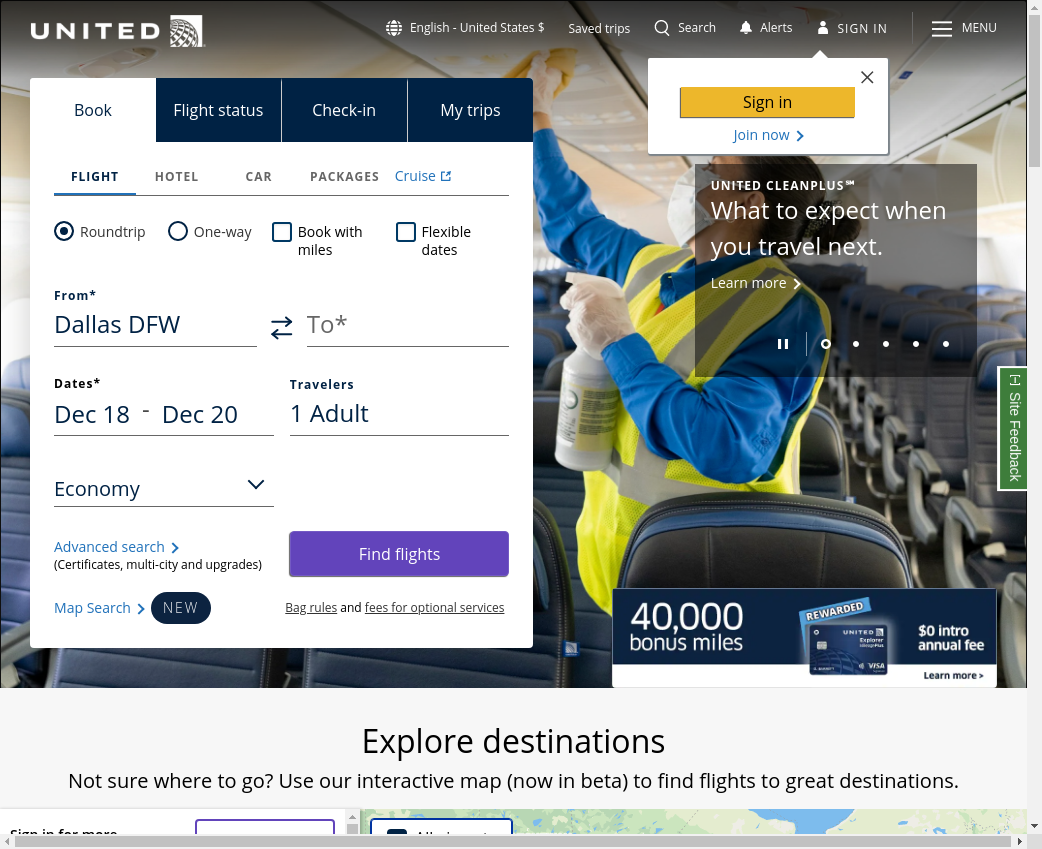 UNITED
English - United States $
Saved trips
Search
Alerts
SIGN IN
MENU
Sign in
Join now
Book
Flight status
Check-in
My trips
FLIGHT
HOTEL
CAR
PACKAGES
Cruise
Roundtrip
One-way
Book with
miles
Flexible
dates
From*
Dallas DFW
To*
Dates*
Dec 18 - Dec 20
Travelers
1 Adult
Economy
Advanced search
(Certificates, multi-city and upgrades)
Find flights
Map Search
NEW
Bag rules and fees for optional services
UNITED CLEANPLUS℠
What to expect when
you travel next.
Learn more
[-] Site Feedback
40,000
bonus miles
REWARDED
UNITED
Explorer
VISA
$0 intro
annual fee
Learn more >
Explore destinations
Not sure where to go? Use our interactive map (now in beta) to find flights to great destinations.
Sign in for more